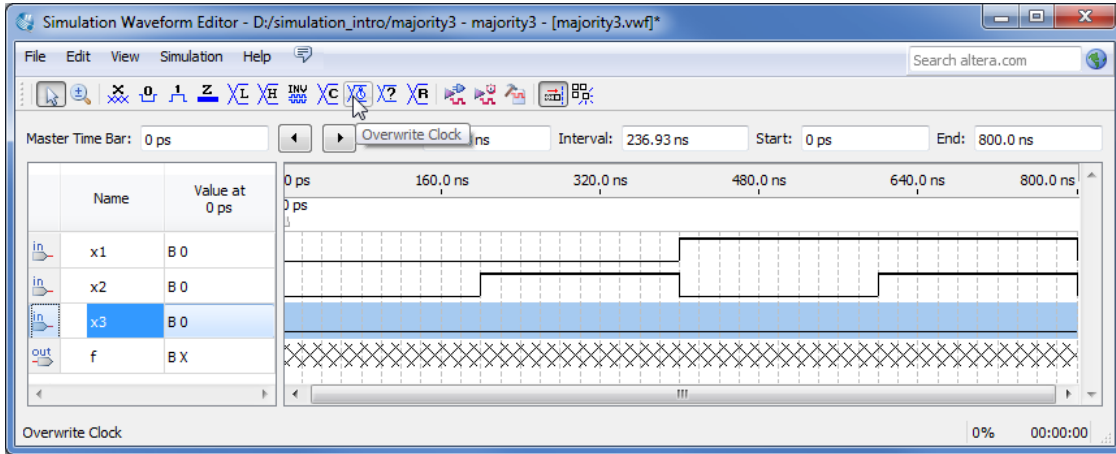 Simulation Waveform Editor - D:/simulation_intro/majority3 - majority3 - [majority3.vwf]*
File Edit View Simulation Help Search altera.com
Z L H INV C 2 R
Master Time Bar: 0 ps ns Interval: 236.93 ns Start: 0 ps End: 800.0 ns
Overwrite Clock
Name Value at 0 ps
0 ps 160.0 ns 320.0 ns 480.0 ns 640.0 ns 800.0 ns
0 ps
in x1 B 0
in x2 B 0
in x3 B 0
out f B X
Overwrite Clock 0% 00:00:00